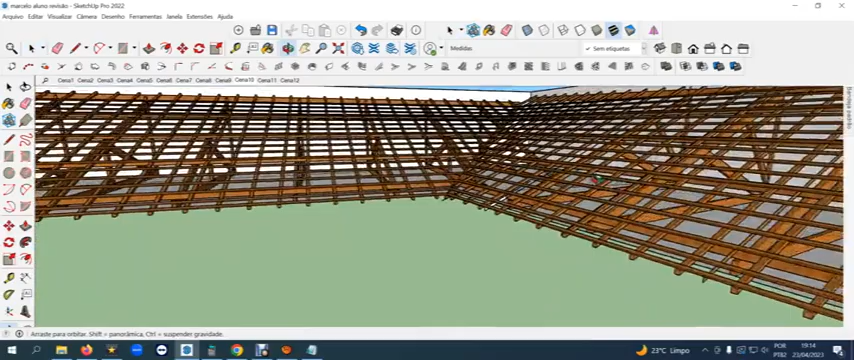 marcelo aluno revisão - SketchUp Pro 2022
Arquivo Editar Visualizar Câmera Desenho Ferramentas Janela Extensões Ajuda
Medidas
Sem etiquetas
Cena1 Cena2 Cena3 Cena4 Cena5 Cena6 Cena7 Cena8 Cena9 Cena10 Cena11 Cena12
Bandeja padrão
Arraste para orbitar, Shift = panorâmica, Ctrl = suspender gravidade.
23°C Limpo
POR
PTB2
19:14
23/04/2023